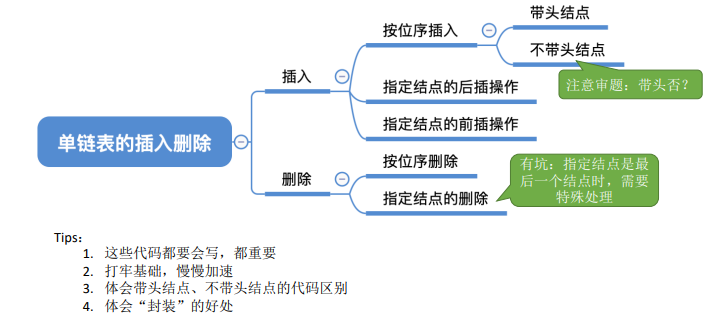 单链表的插入删除
插入
按位序插入
带头结点
不带头结点
注意审题：带头否？
指定结点的后插操作
指定结点的前插操作
删除
按位序删除
指定结点的删除
有坑：指定结点是最
后一个结点时，需要
特殊处理
Tips：
1. 这些代码都要会写，都重要
2. 打牢基础，慢慢加速
3. 体会带头结点、不带头结点的代码区别
4. 体会“封装”的好处